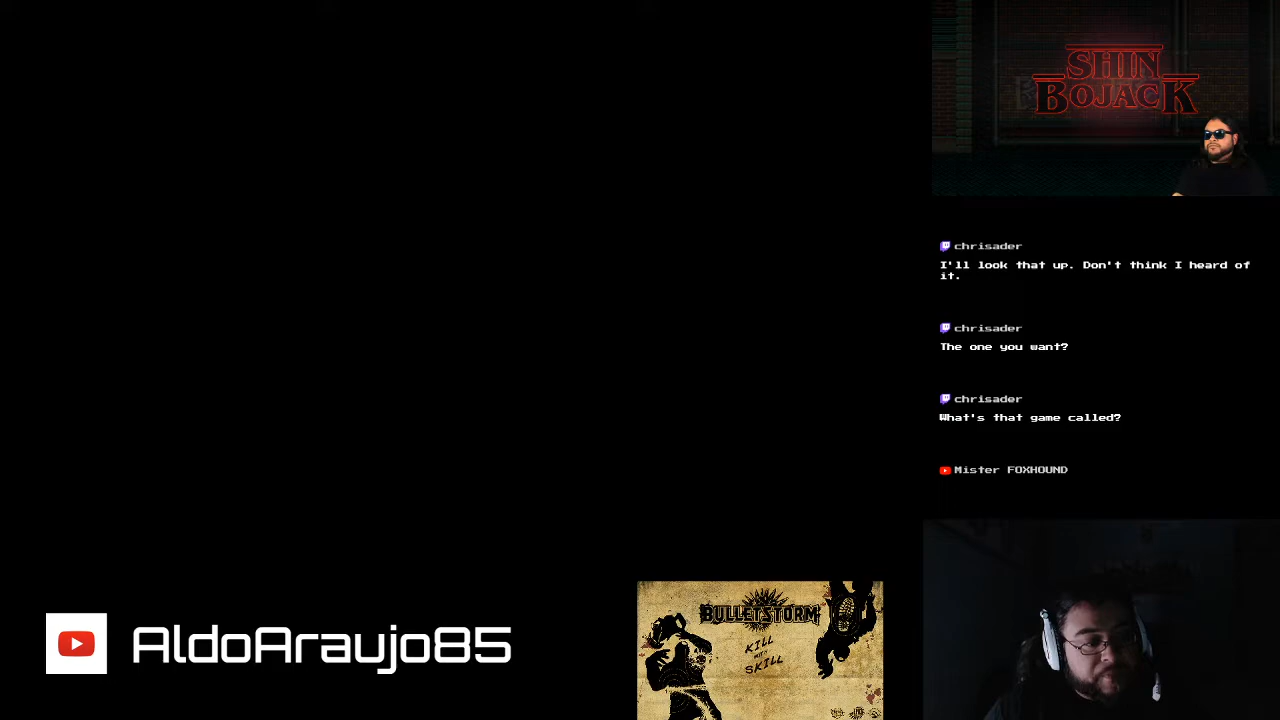 SHIN
BOJACK
chrisader
I'll look that up. Don't think I heard of
it.
chrisader
The one you want?
chrisader
What's that game called?
Mister FOXHOUND
AldoAraujo85
BULLETSTORM
KILL
WITH
SKILL